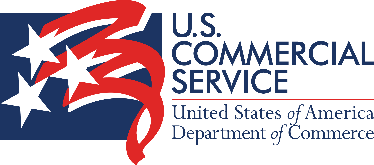 U.S.
COMMERCIAL
SERVICE
United States of America
Department of Commerce